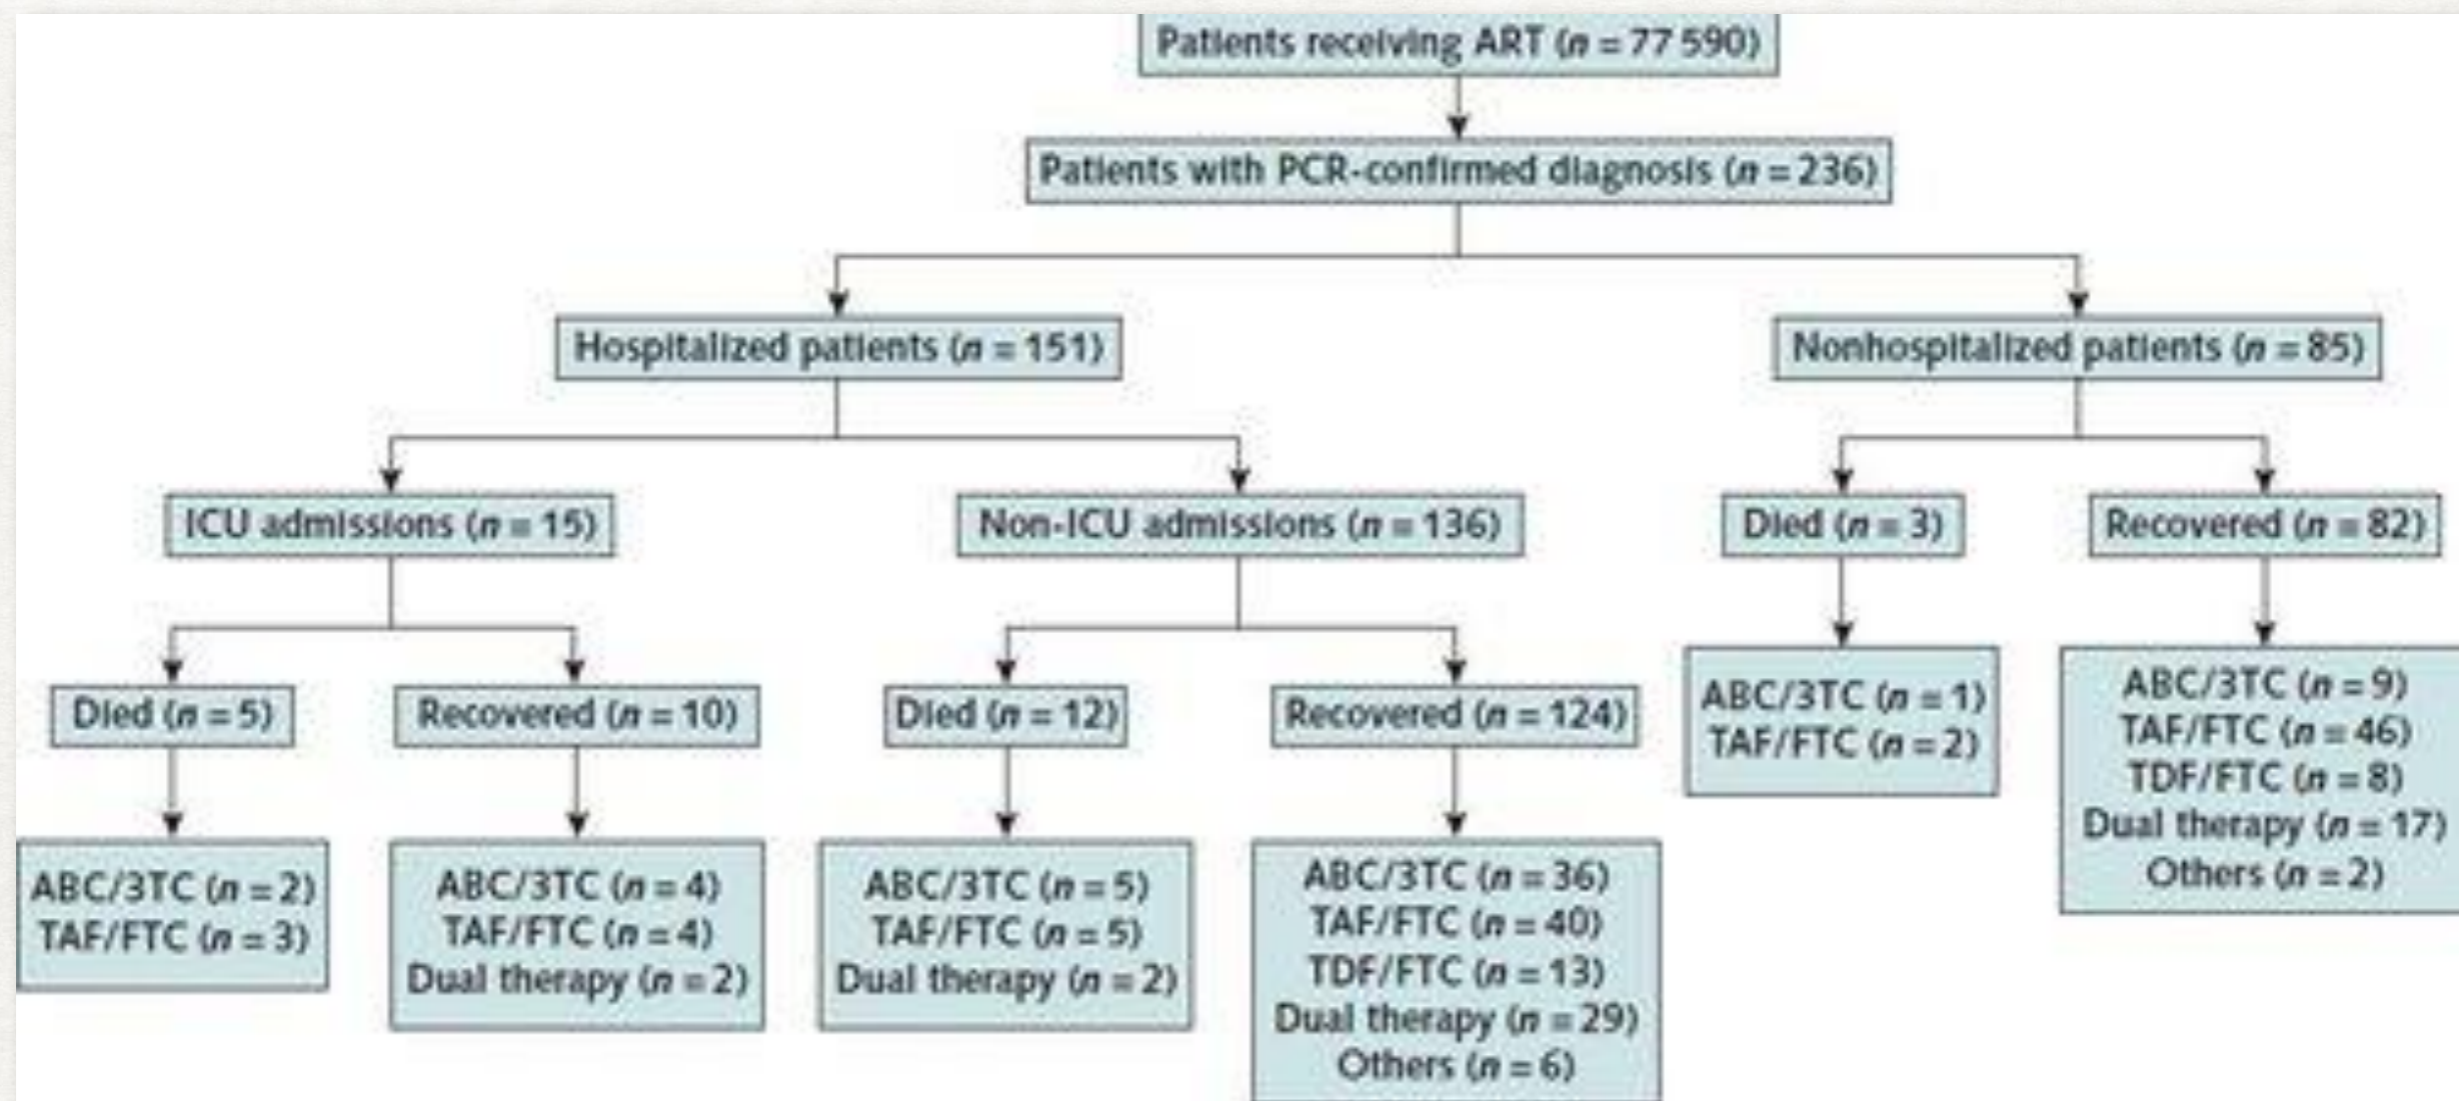 Patients receiving ART (n = 77 590)
Patients with PCR-confirmed diagnosis (n = 236)
Hospitalized patients (n = 151)
Nonhospitalized patients (n = 85)
ICU admissions (n = 15)
Non-ICU admissions (n = 136)
Died (n = 3)
Recovered (n = 82)
Died (n = 5)
Recovered (n = 10)
Died (n = 12)
Recovered (n = 124)
ABC/3TC (n = 1)
TAF/FTC (n = 2)
ABC/3TC (n = 9)
TAF/FTC (n = 46)
TDF/FTC (n = 8)
Dual therapy (n = 17)
Others (n = 2)
ABC/3TC (n = 2)
TAF/FTC (n = 3)
ABC/3TC (n = 4)
TAF/FTC (n = 4)
Dual therapy (n = 2)
ABC/3TC (n = 5)
TAF/FTC (n = 5)
Dual therapy (n = 2)
ABC/3TC (n = 36)
TAF/FTC (n = 40)
TDF/FTC (n = 13)
Dual therapy (n = 29)
Others (n = 6)